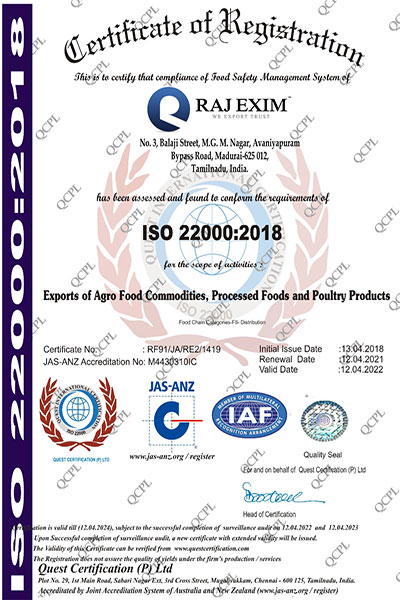 Certificate of Registration
This is to certify that compliance of Food Safety Management System of
RAJ EXIM™
WE EXPORT TRUST
No. 3, Balaji Street, M.G. M. Nagar, Avaniyapuram
Bypass Road, Madurai-625 012,
Tamilnadu, India.
has been assessed and found to conform the requirements of
ISO 22000:2018
for the scope of activities :
Exports of Agro Food Commodities, Processed Foods and Poultry Products
Food Chain Categories-FII- Distribution
Certificate No : RF91/JA/RE2/1419
JAS-ANZ Accreditation No: M4430310IC
Initial Issue Date :13.04.2018
Renewal Date :12.04.2021
Valid Date : 12.04.2022
QUEST INTERNATIONAL CERTIFICATION
ISO 22000
QUEST CERTIFICATION (P) LTD
JAS-ANZ
C
www.jas-anz.org / register
MEMBER OF MULTILATERAL
IAF
RECOGNITION ARRANGEMENT
Quality Seal
For and on behalf of Quest Certification (P) Ltd
Head of Certification
is valid till (12.04.2024), subject to the successful completion of surveillance audit on 12.04.2022 and 12.04.2023
Upon Successful completion of surveillance audit, a new certificate with extended validity will be issued.
The Validity of this Certificate can be verified from www.questcertification.com
The Registration does not assure the quality of yields under the firm's production / services
Quest Certification (P) Ltd
Plot No. 29, 1st Main Road, Sabari Nagar Ext, 3rd Cross Street, Mugalivakkam, Chennai - 600 125, Tamilnadu, India.
Accredited by Joint Accreditation System of Australia and New Zealand (www.jas-anz.org / register)
ISO 22000:2018
QCPL